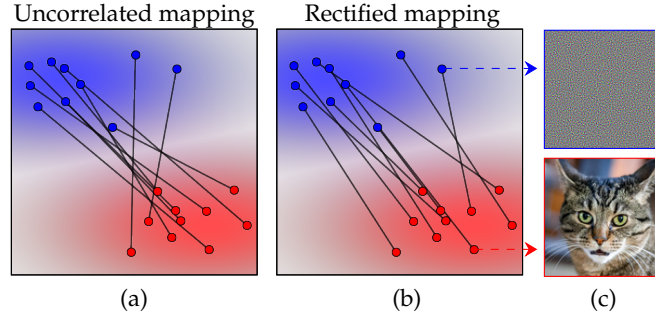 Uncorrelated mapping
Rectified mapping
(a)
(b)
(c)